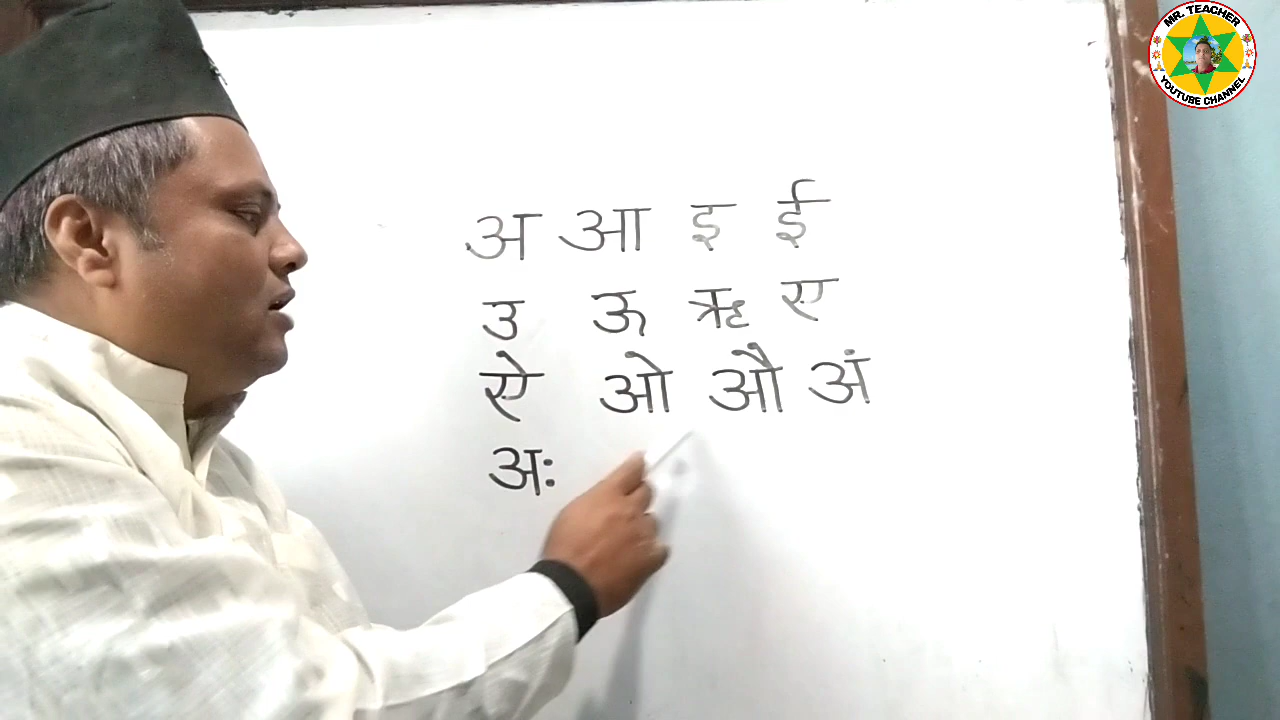 अ आ इ ई
उ ऊ ऋ ए
ऐ ओ औ अं
अः
MR. TEACHER
YOUTUBE CHANNEL